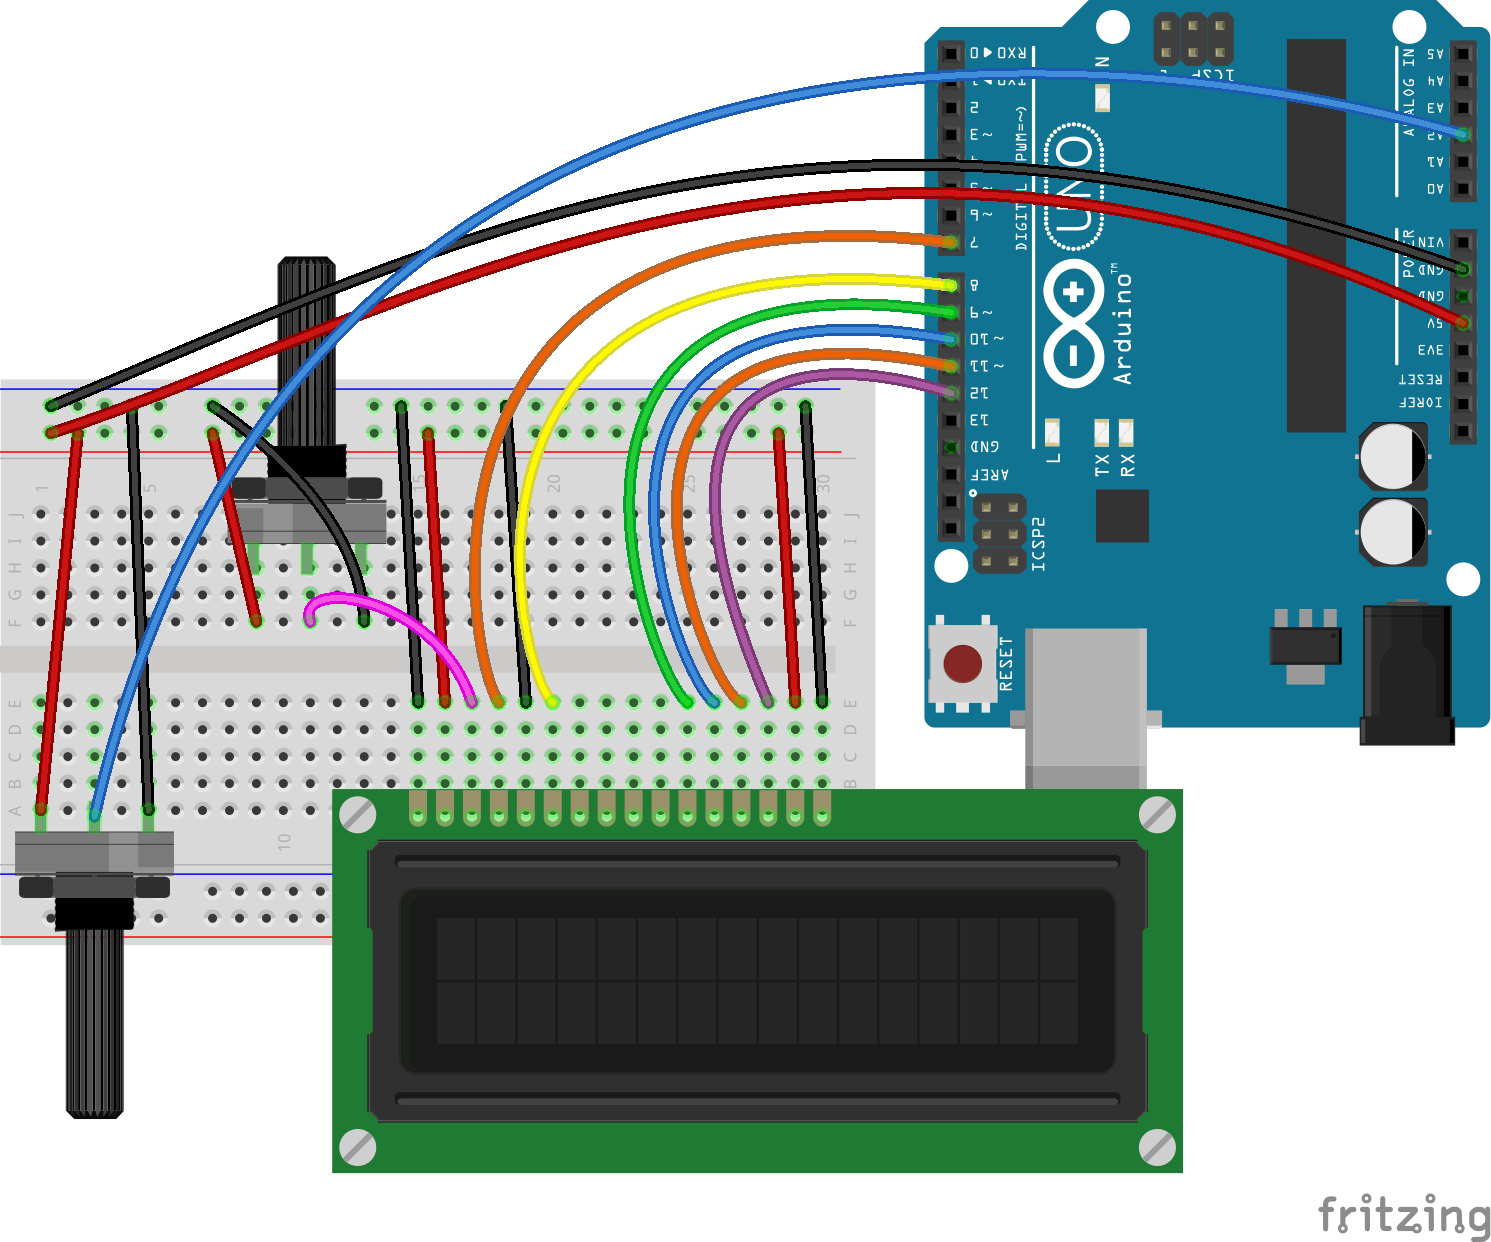 0 ◄ RX0
1 ► TX0
2
3 ~
4
5 ~
6 ~
7
8
9 ~
10 ~
11 ~
12
13
GND
AREF
DIGITAL (PWM=~)
N
ICSP
UNO
Arduino™
L
TX
RX
ICSP2
RESET
ANALOG IN
A5
A4
A3
A2
A1
A0
POWER
VIN
GND
GND
5V
3V3
RESET
IOREF
1
5
15
20
25
30
J
I
H
G
F
E
D
C
B
A
10
J
I
H
G
F
E
D
C
B
fritzing